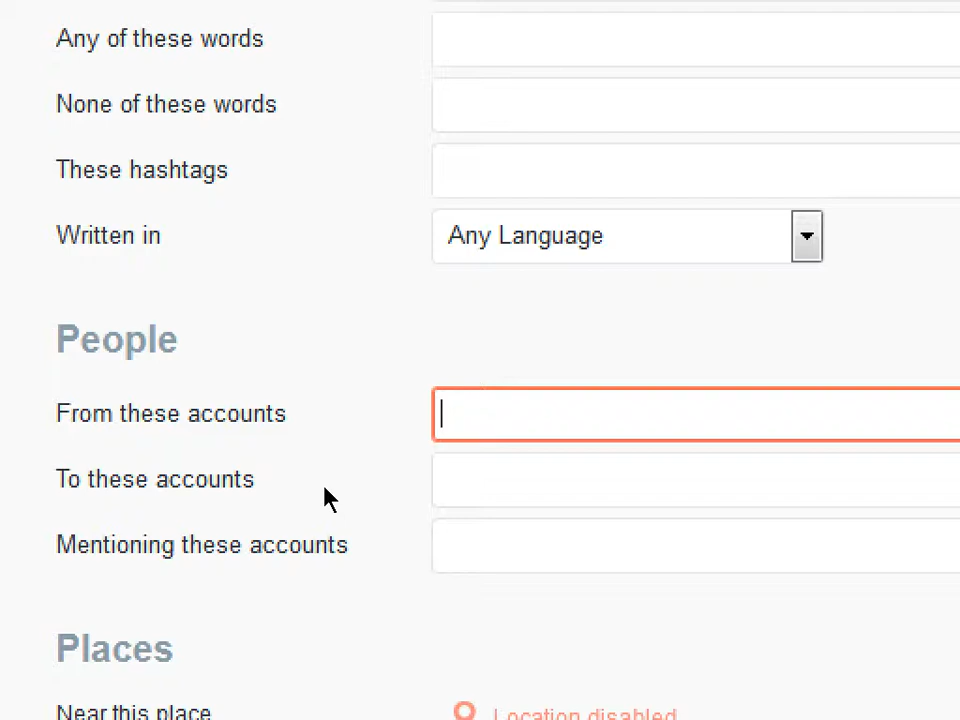 Any of these words
None of these words
These hashtags
Written in
Any Language
People
From these accounts
To these accounts
Mentioning these accounts
Places
Near this place
Location disabled